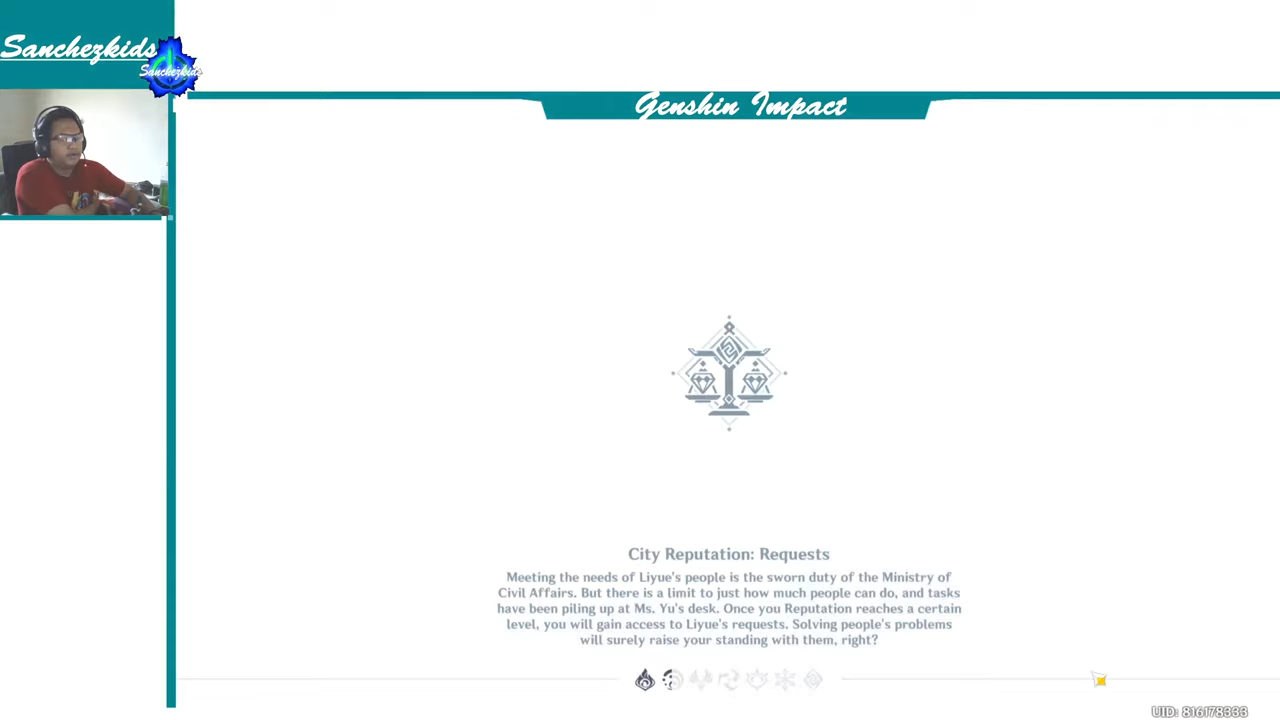 Sanchezkids
Sanchezkids
Genshin Impact
City Reputation: Requests
Meeting the needs of Liyue's people is the sworn duty of the Ministry of
Civil Affairs. But there is a limit to just how much people can do, and tasks
have been piling up at Ms. Yu's desk. Once you Reputation reaches a certain
level, you will gain access to Liyue's requests. Solving people's problems
will surely raise your standing with them, right?
UID: 816178333